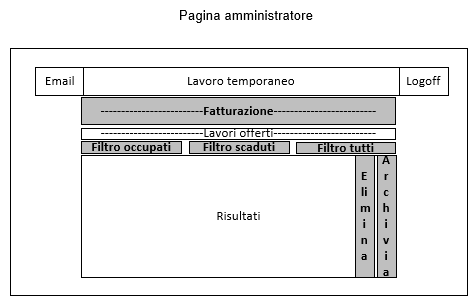 Pagina amministratore
Email Lavoro temporaneo Logoff
--------------------------Fatturazione--------------------------
--------------------------Lavori offerti--------------------------
Filtro occupati Filtro scaduti Filtro tutti
Risultati
Elimina
Archivia